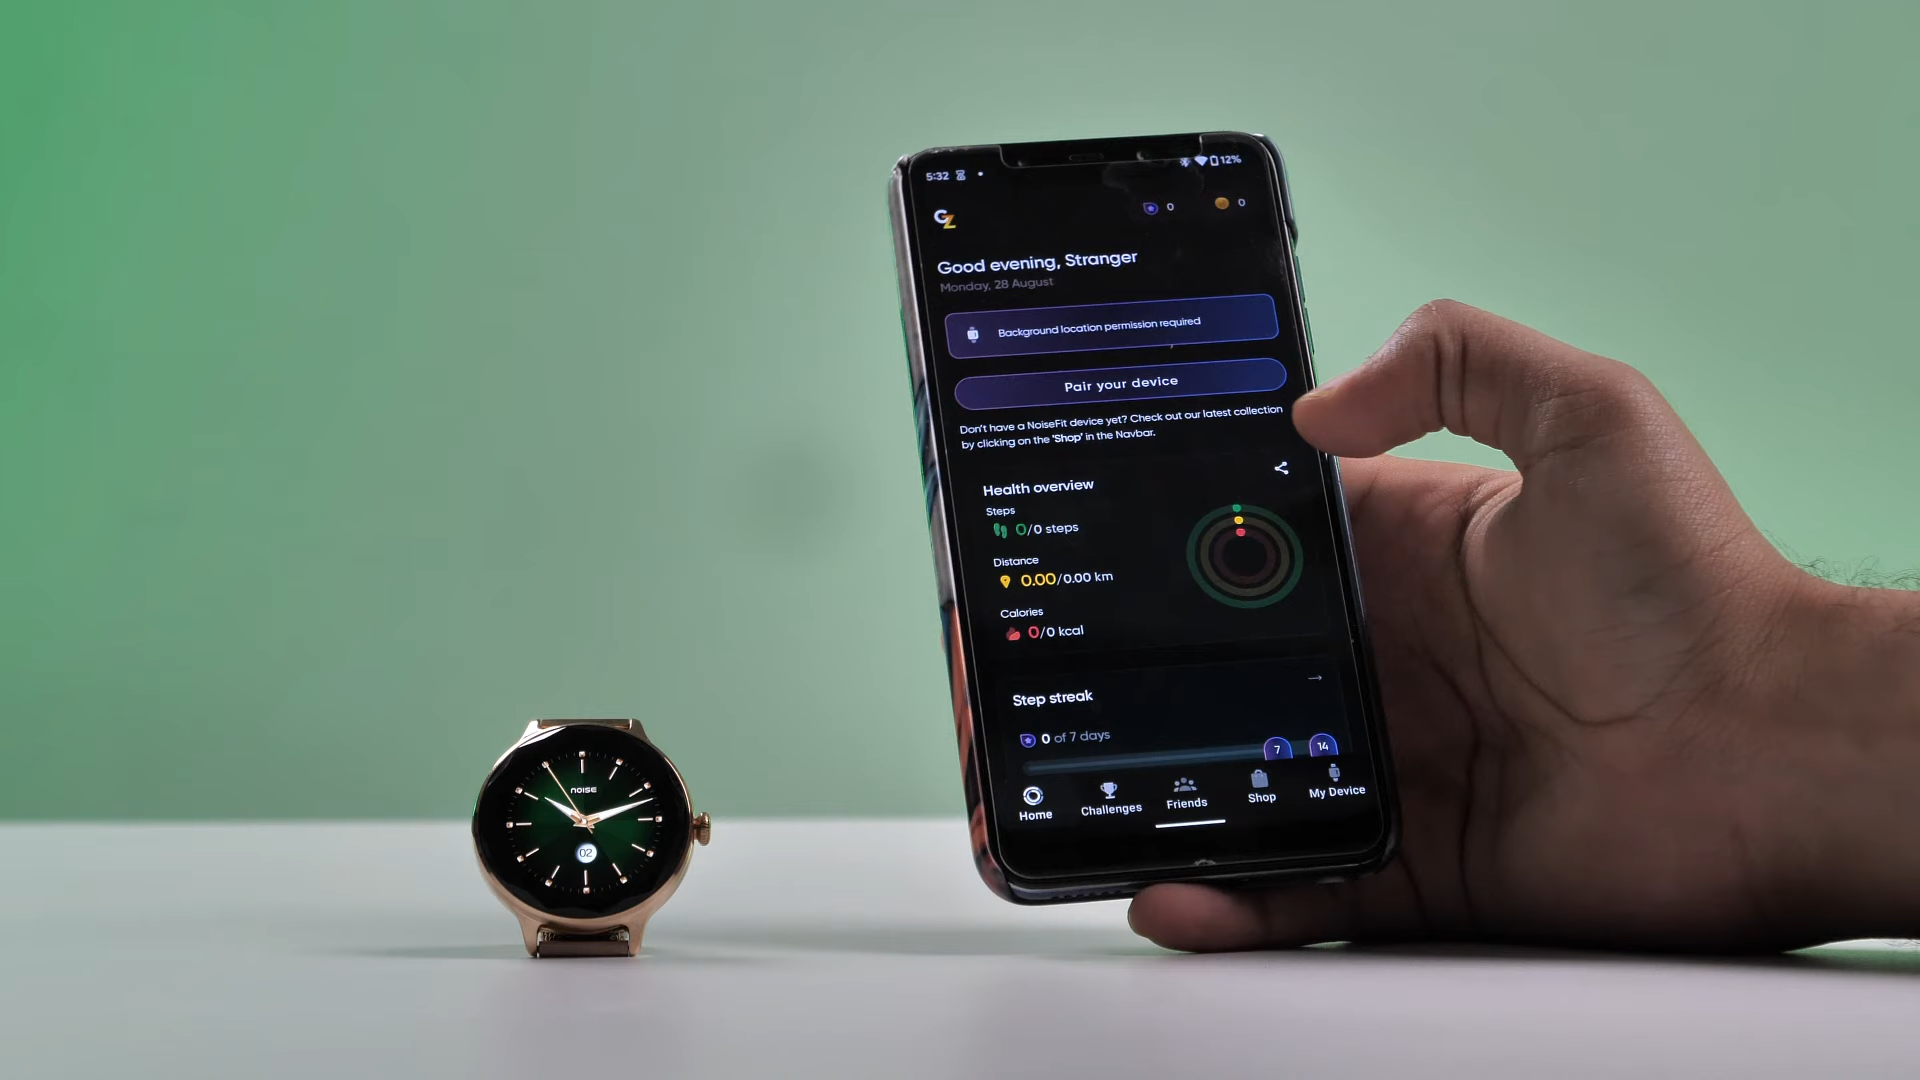 5:32
12%
GZ
0
0
Good evening, Stranger
Monday, 28 August
Background location permission required
Pair your device
Don't have a NoiseFit device yet? Check out our latest collection
by clicking on the 'Shop' in the Navbar.
Health overview
Steps
0/0 steps
Distance
0.00/0.00 km
Calories
0/0 kcal
Step streak
0 of 7 days
7
14
Home
Challenges
Friends
Shop
My Device
NOISE
02